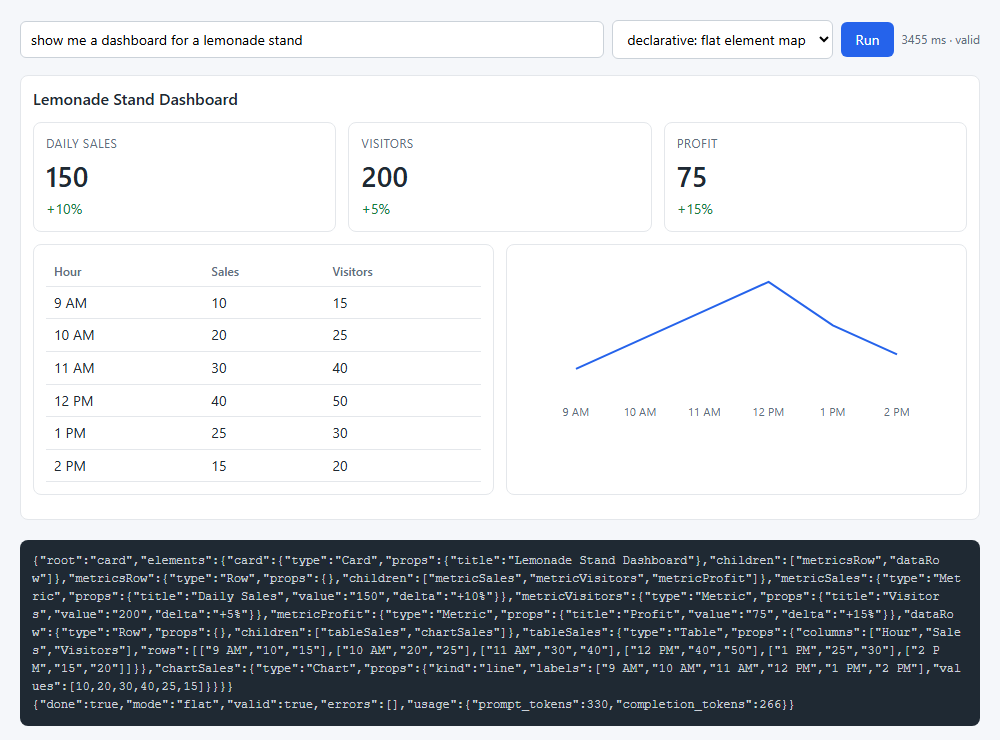 show me a dashboard for a lemonade stand
declarative: flat element map
Run
3455 ms · valid
Lemonade Stand Dashboard
DAILY SALES
150
+10%
VISITORS
200
+5%
PROFIT
75
+15%
Hour Sales Visitors
9 AM 10 15
10 AM 20 25
11 AM 30 40
12 PM 40 50
1 PM 25 30
2 PM 15 20
9 AM 10 AM 11 AM 12 PM 1 PM 2 PM
{"root":"card","elements":{"card":{"type":"Card","props":{"title":"Lemonade Stand Dashboard"},"children":["metricsRow","dataRo
w"]},"metricsRow":{"type":"Row","props":{},"children":["metricSales","metricVisitors","metricProfit"]},"metricSales":{"type":"Met
ric","props":{"title":"Daily Sales","value":"150","delta":"+10%"}},"metricVisitors":{"type":"Metric","props":{"title":"Visitor
s","value":"200","delta":"+5%"}},"metricProfit":{"type":"Metric","props":{"title":"Profit","value":"75","delta":"+15%"}},"dataRo
w":{"type":"Row","props":{},"children":["tableSales","chartSales"]},"tableSales":{"type":"Table","props":{"columns":["Hour","Sale
s","Visitors"],"rows":[["9 AM","10","15"],["10 AM","20","25"],["11 AM","30","40"],["12 PM","40","50"],["1 PM","25","30"],["2 P
M","15","20"]]}},"chartSales":{"type":"Chart","props":{"kind":"line","labels":["9 AM","10 AM","11 AM","12 PM","1 PM","2 PM"],"val
ues":[10,20,30,40,25,15]}}}}
{"done":true,"mode":"flat","valid":true,"errors":[],"usage":{"prompt_tokens":330,"completion_tokens":266}}